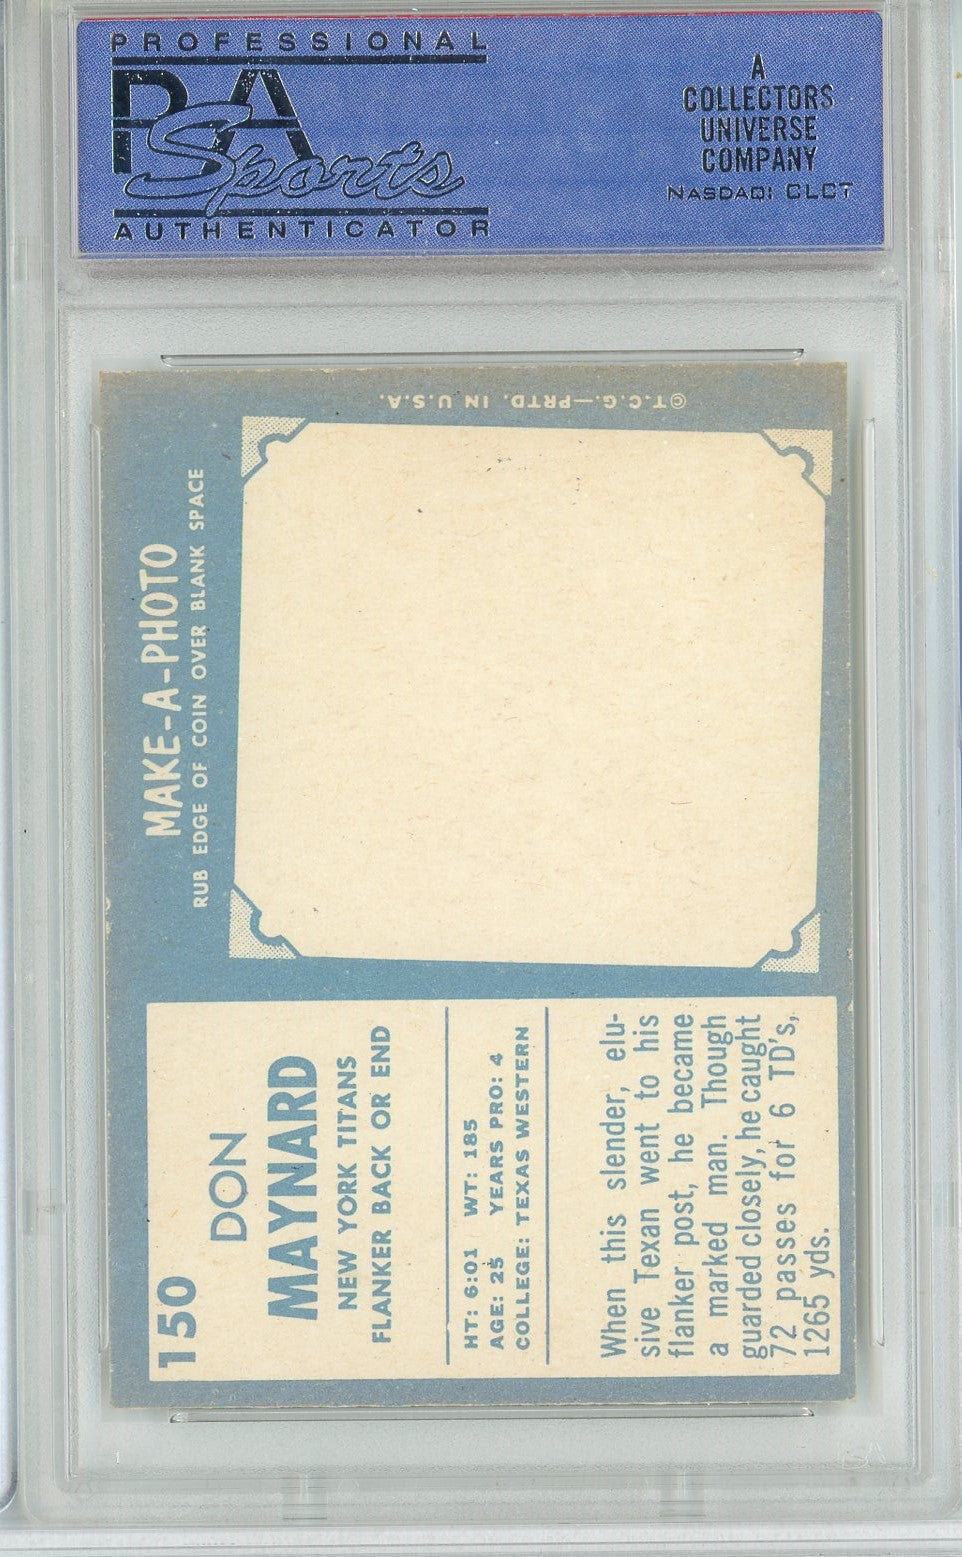 PROFESSIONAL
PSA
Sports
AUTHENTICATOR
A
COLLECTORS
UNIVERSE
COMPANY
NASDAQ: CLCT
©T.C.G.—PRTD. IN U.S.A.
MAKE-A-PHOTO
RUB EDGE OF COIN OVER BLANK SPACE
150
DON
MAYNARD
NEW YORK TITANS
FLANKER BACK OR END
HT: 6:01 WT: 185
AGE: 25 YEARS PRO: 4
COLLEGE: TEXAS WESTERN
When this slender, elu-
sive Texan went to his
flanker post, he became
a marked man. Though
guarded closely, he caught
72 passes for 6 TD's,
1265 yds.